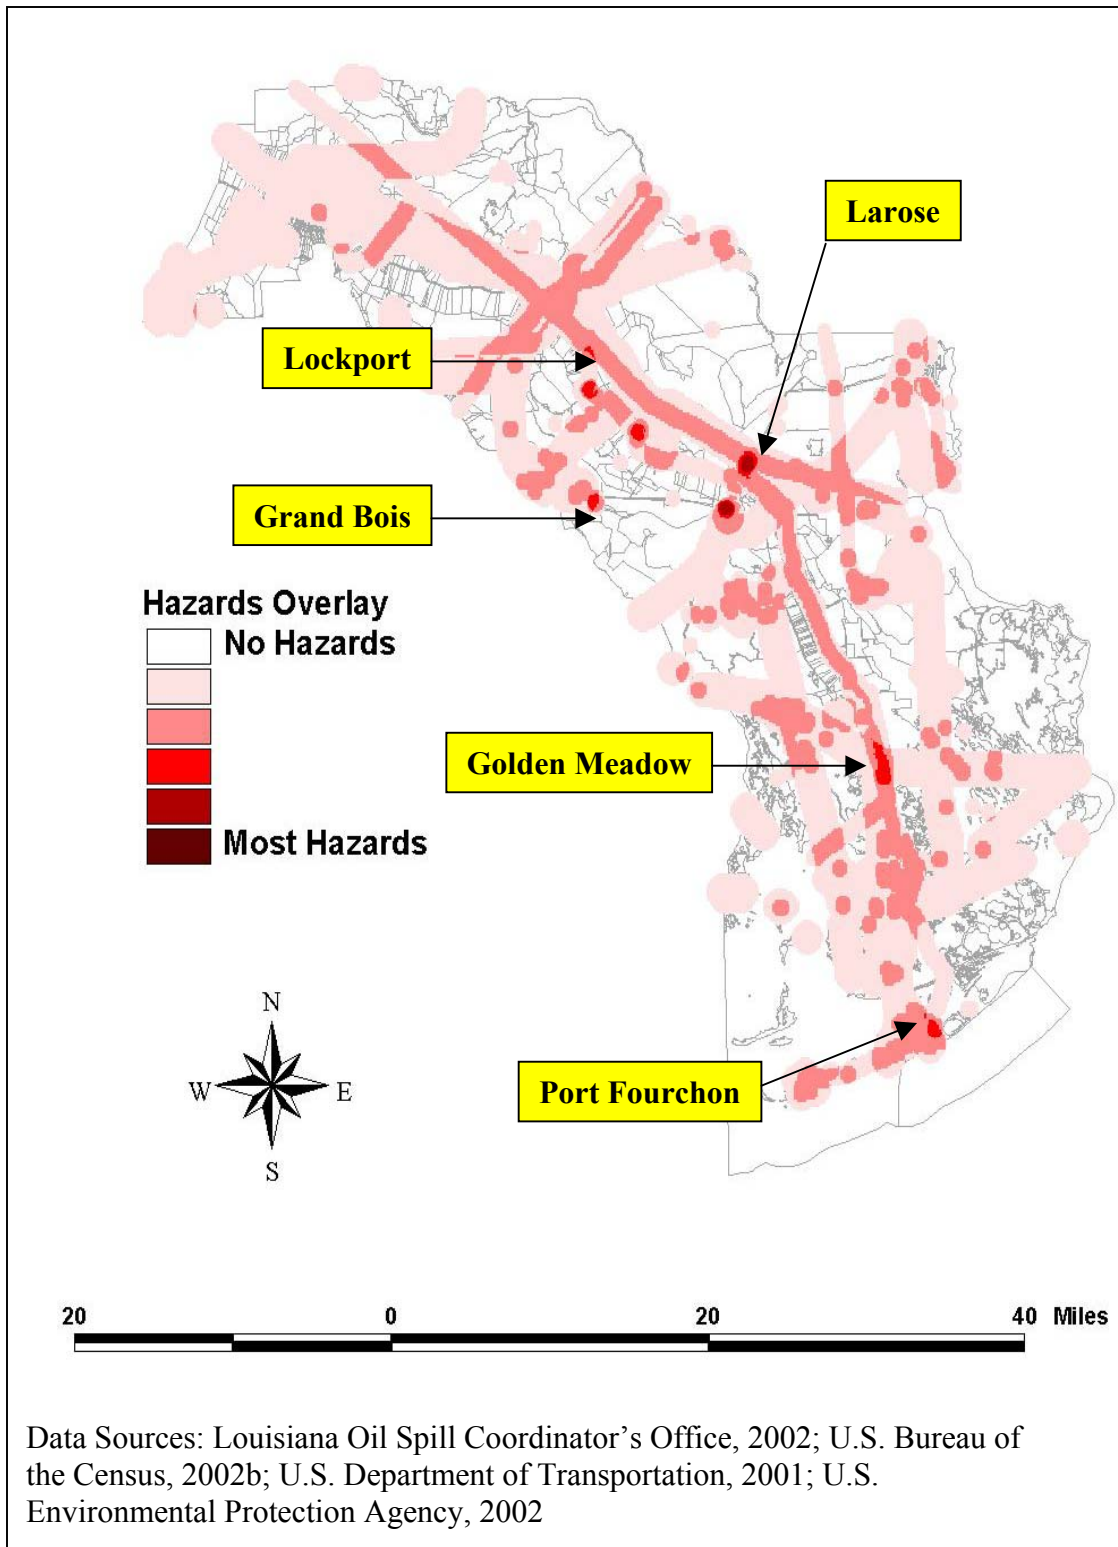 Larose
Lockport
Grand Bois
Hazards Overlay
No Hazards
Most Hazards
Golden Meadow
Port Fourchon
N
W E
S
20 0 20 40 Miles
Data Sources: Louisiana Oil Spill Coordinator’s Office, 2002; U.S. Bureau of
the Census, 2002b; U.S. Department of Transportation, 2001; U.S.
Environmental Protection Agency, 2002